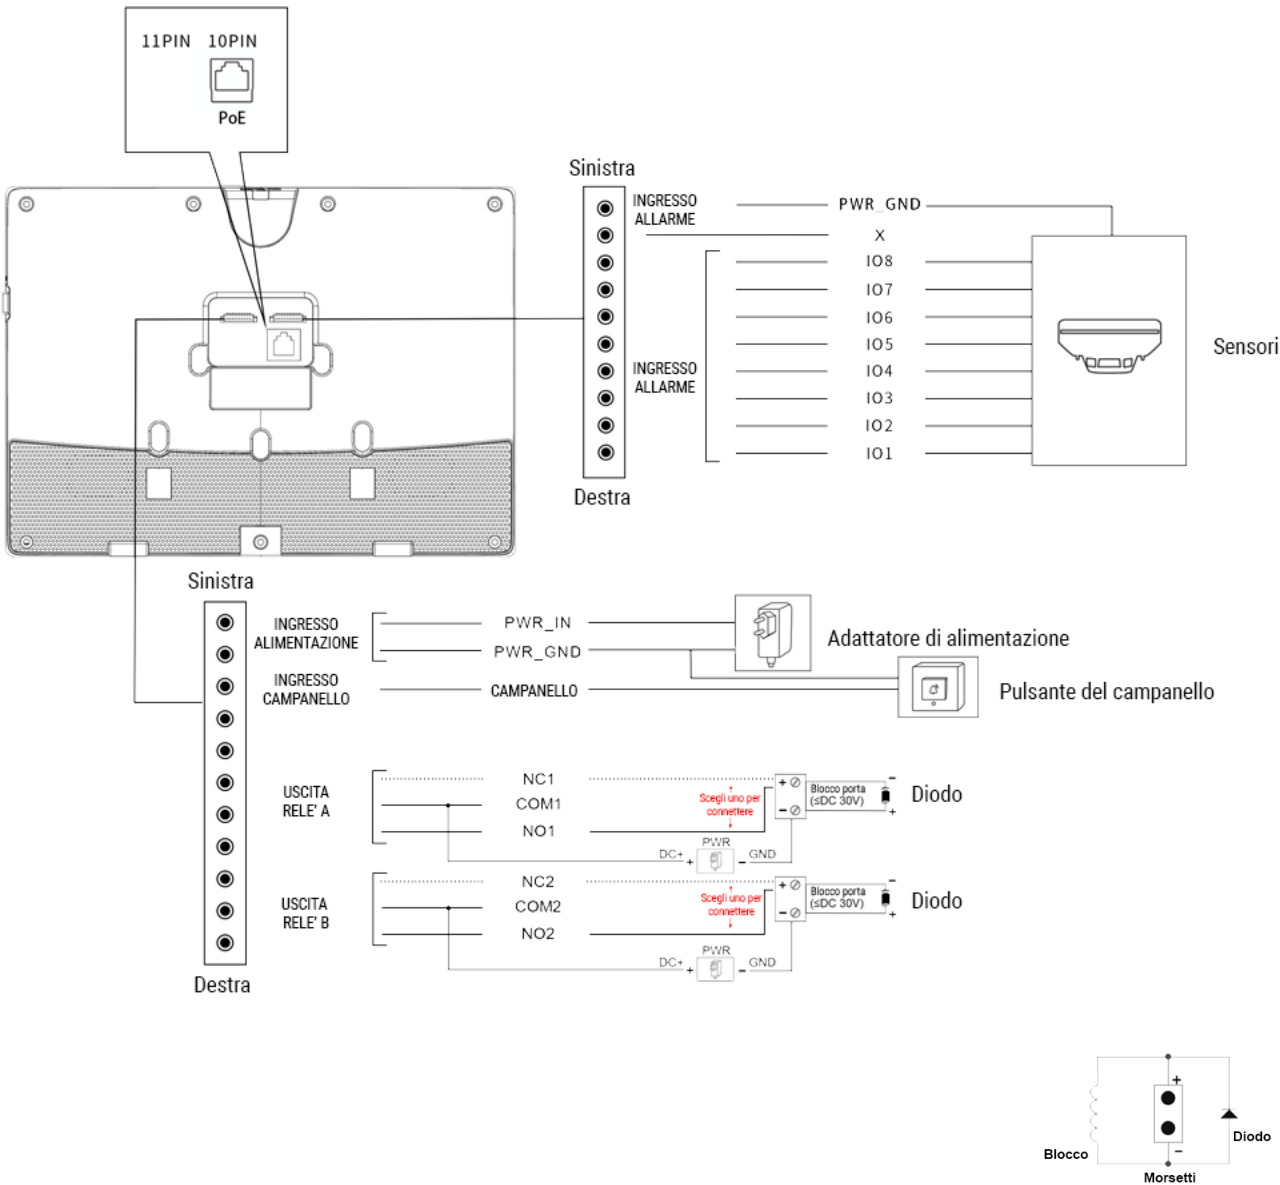 11PIN 10PIN
PoE
Sinistra
INGRESSO
ALLARME
PWR_GND
X
IO8
IO7
IO6
IO5
INGRESSO
ALLARME
IO4
IO3
IO2
IO1
Sensori
Destra
Sinistra
INGRESSO
ALIMENTAZIONE
PWR_IN
PWR_GND
Adattatore di alimentazione
INGRESSO
CAMPANELLO
CAMPANELLO
Pulsante del campanello
USCITA
RELE' A
NC1
COM1
NO1
Scegli uno per
connettere
+
-
Blocco porta
(≤DC 30V)
-
+
Diodo
PWR
DC+ + - GND
USCITA
RELE' B
NC2
COM2
NO2
Scegli uno per
connettere
+
-
Blocco porta
(≤DC 30V)
-
+
Diodo
PWR
DC+ + - GND
Destra
+
Blocco
-
Diodo
Morsetti